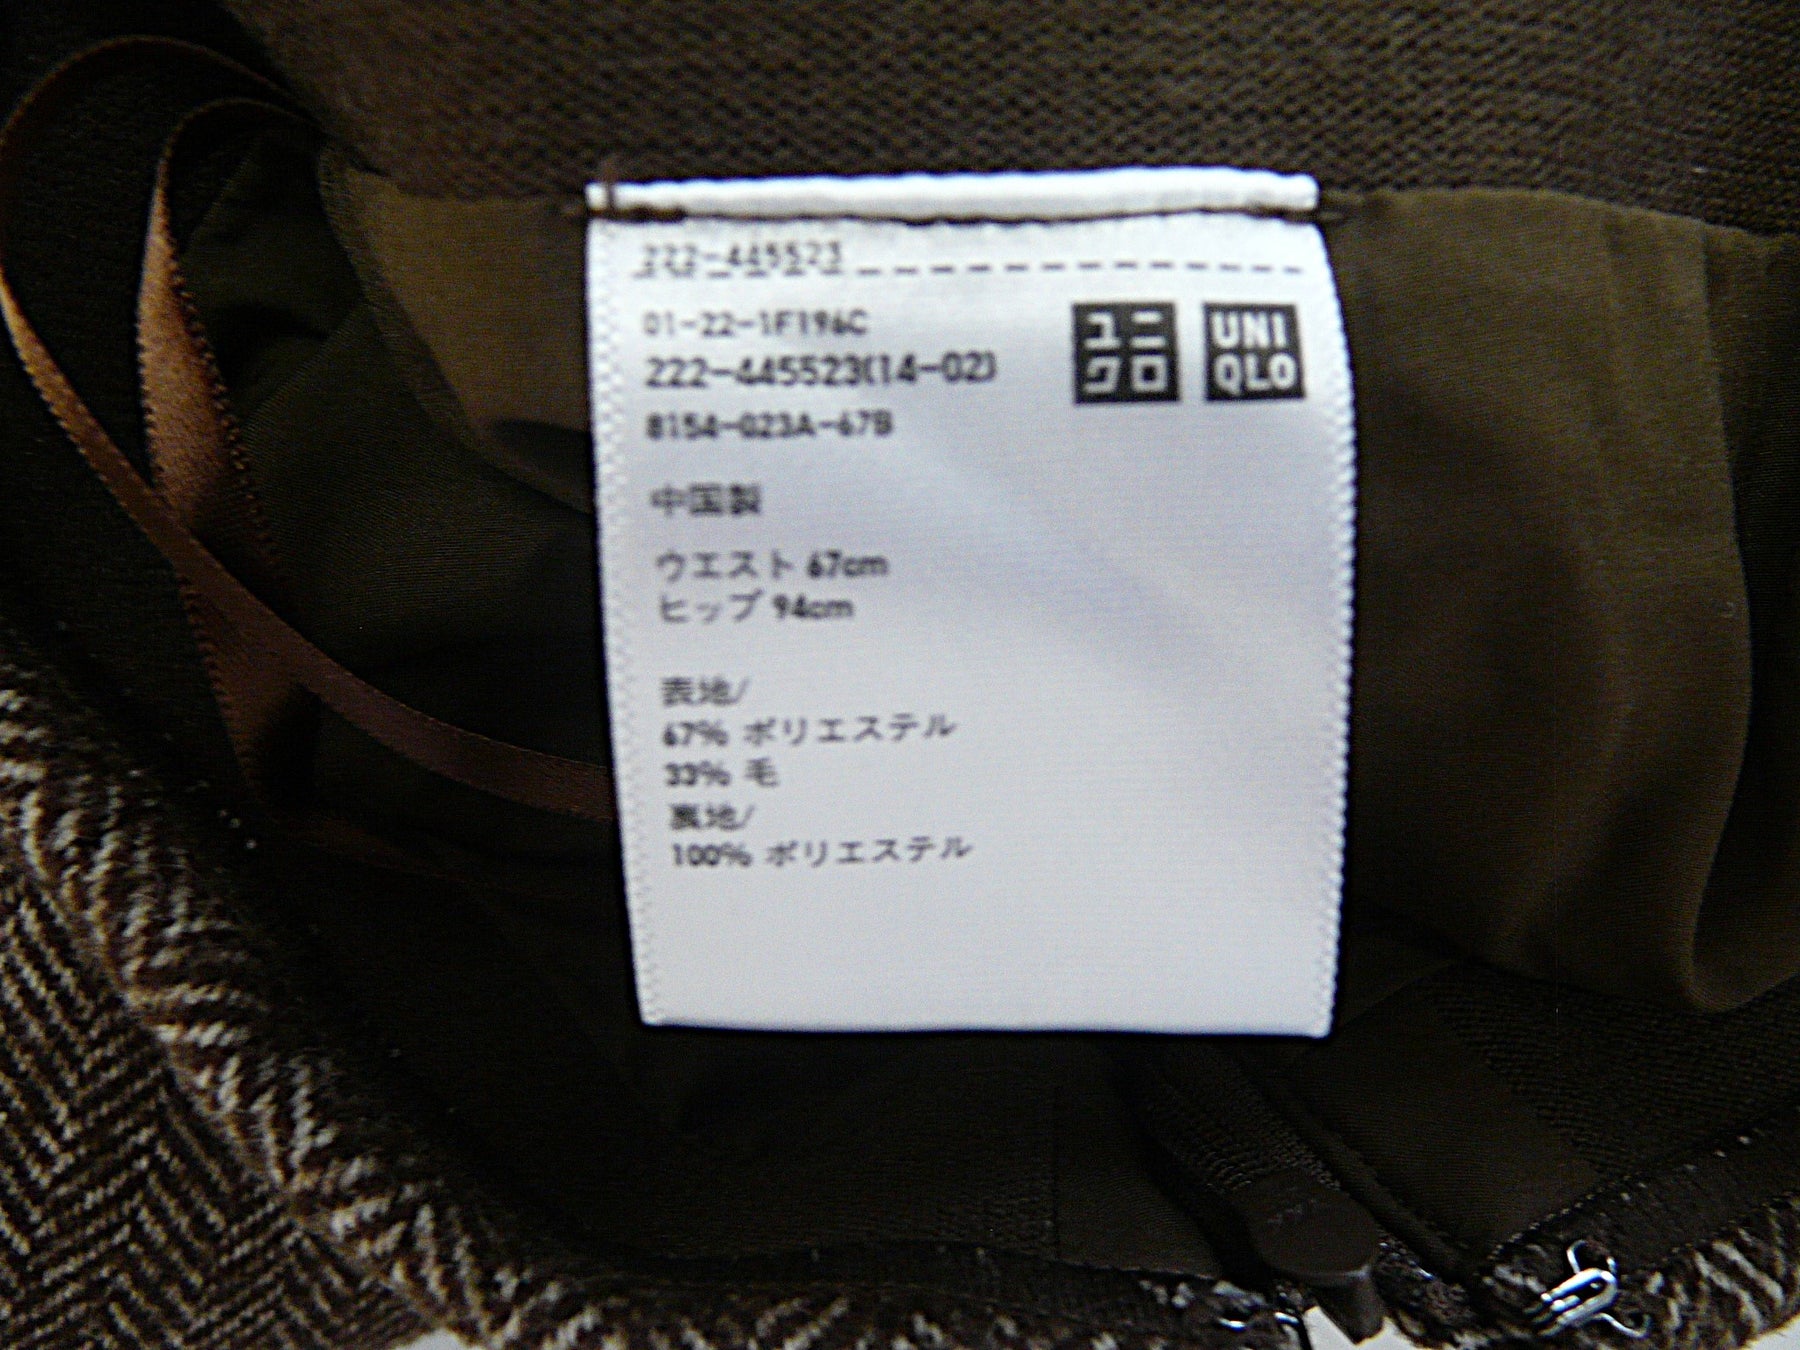 222-445523
01-22-1F196C
222-445523(14-02)
8154-023A-67B
ユニ
クロ
UNI
QLO
中国製
ウエスト 67cm
ヒップ 94cm
表地/
67% ポリエステル
33% 毛
裏地/
100% ポリエステル